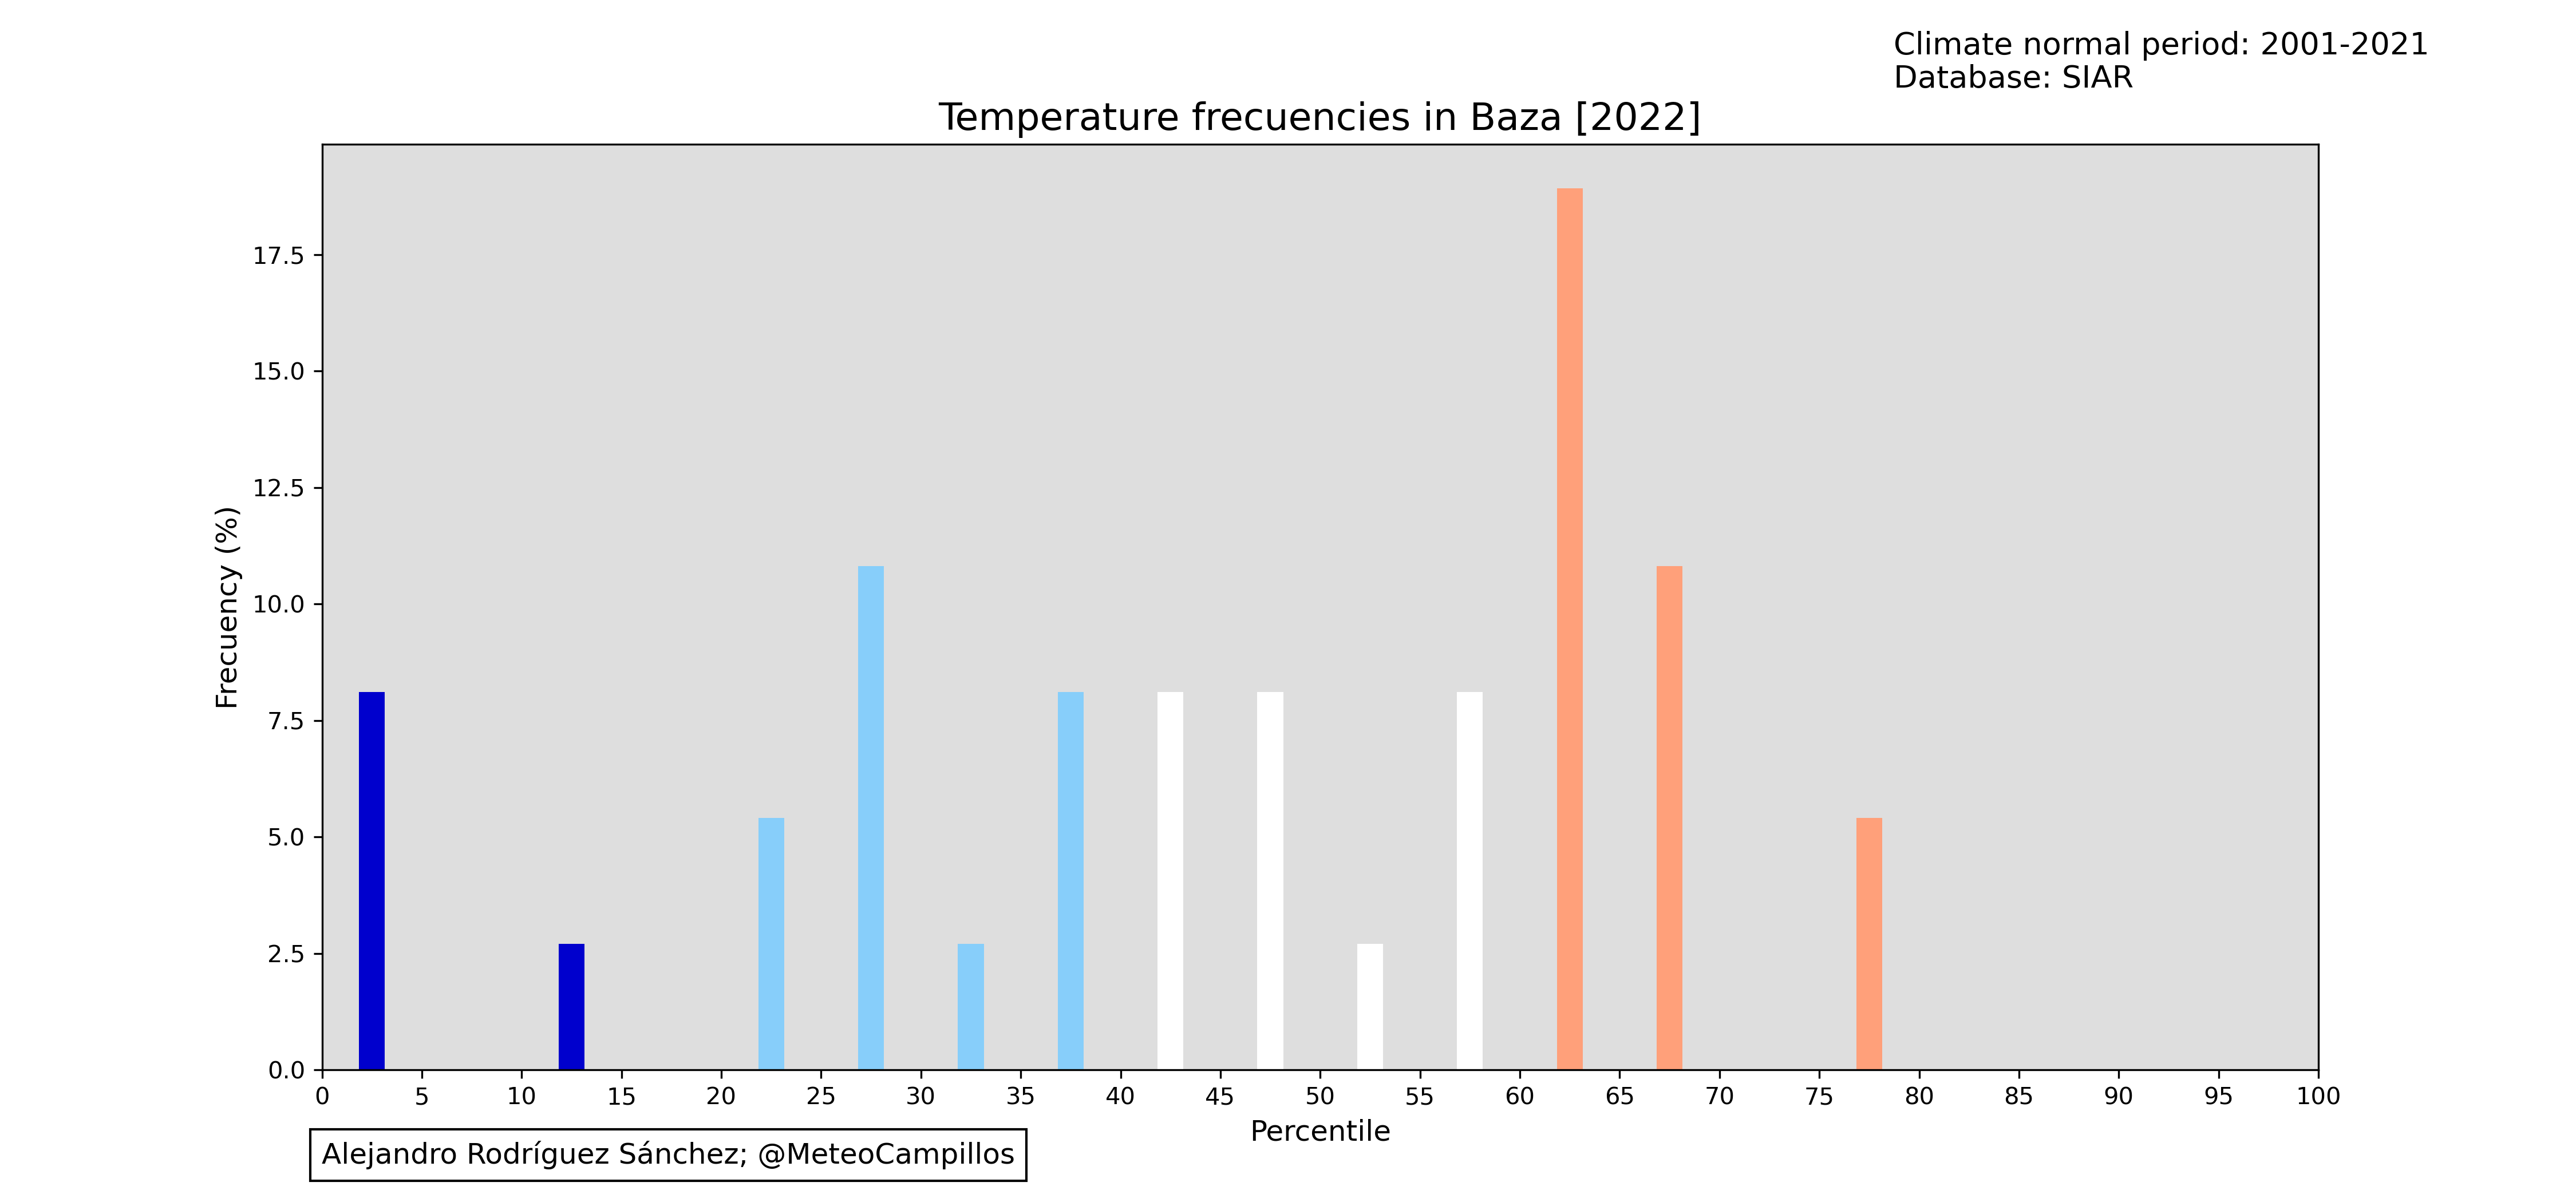 Climate normal period: 2001-2021
Database: SIAR
Temperature frecuencies in Baza [2022]
Frecuency (%)
17.5
15.0
12.5
10.0
7.5
5.0
2.5
0.0
0 5 10 15 20 25 30 35 40 45 50 55 60 65 70 75 80 85 90 95 100
Percentile
Alejandro Rodríguez Sánchez; @MeteoCampillos